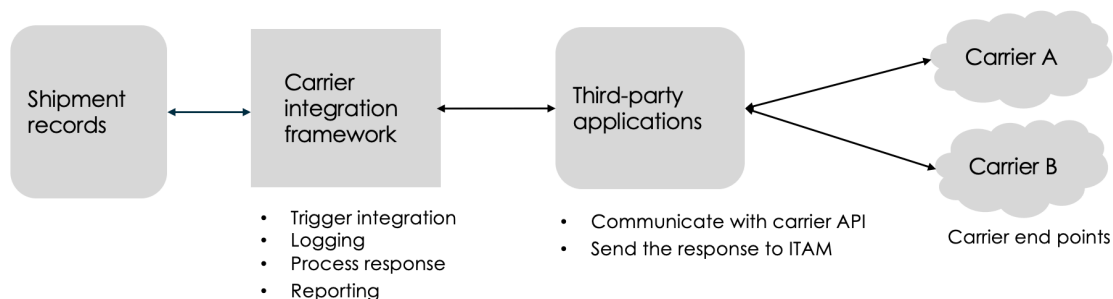 Shipment
records
Carrier
integration
framework
Third-party
applications
Carrier A
Carrier B
• Trigger integration
• Logging
• Process response
• Reporting
• Communicate with carrier API
• Send the response to ITAM
Carrier end points